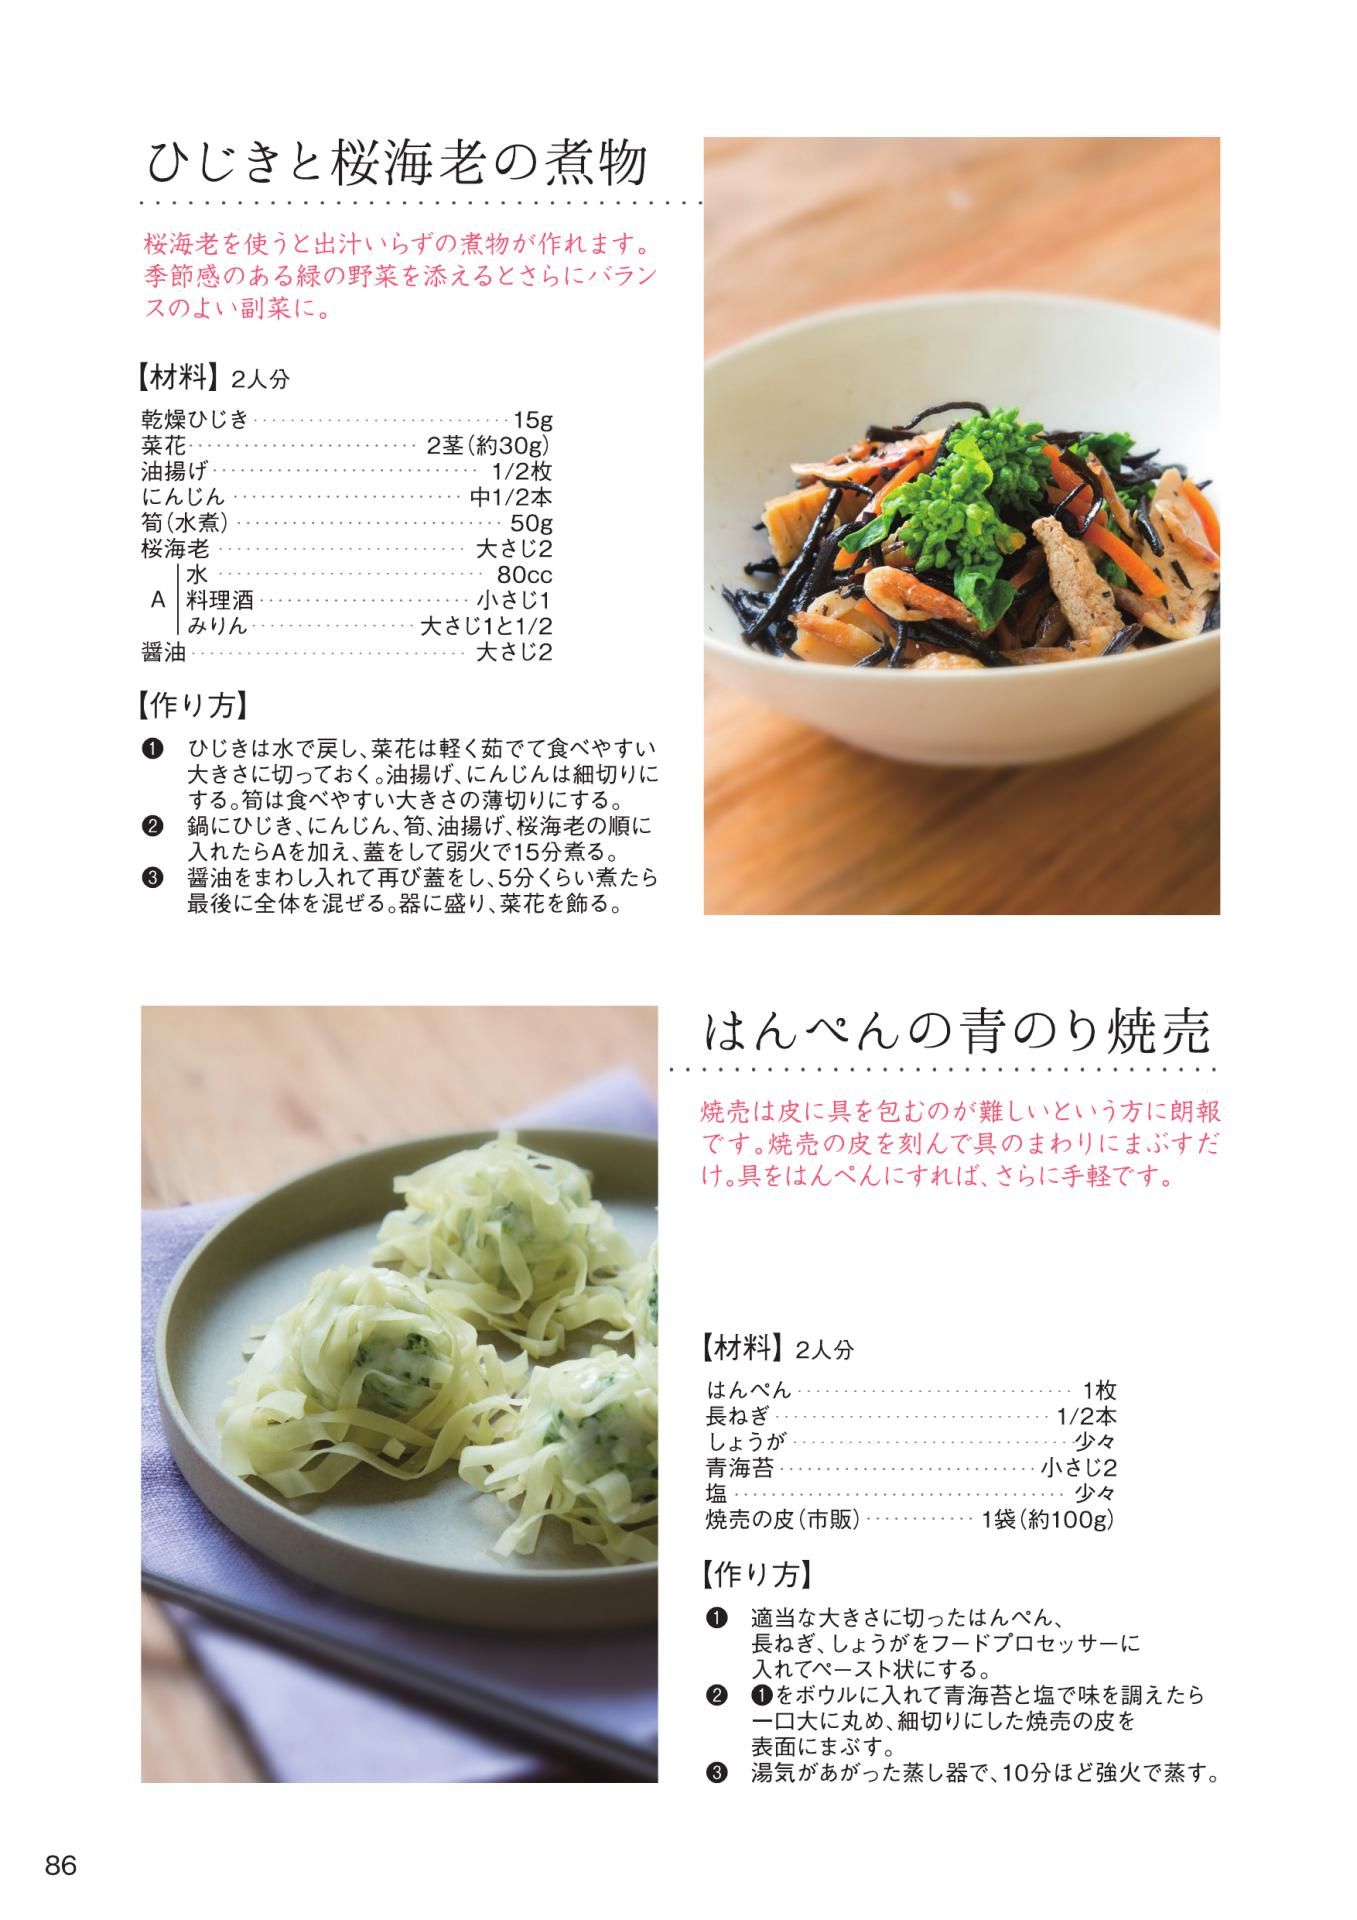 ひじきと桜海老の煮物
桜海老を使うと出汁いらずの煮物が作れます。
季節感のある緑の野菜を添えるとさらにバラン
スのよい副菜に。
【材料】 2人分
乾燥ひじき 15g
菜花 2茎(約30g)
油揚げ 1/2枚
にんじん 中1/2本
筍(水煮) 50g
桜海老 大さじ2
水 80cc
A 料理酒 小さじ1
みりん 大さじ1と1/2
醤油 大さじ2
【作り方】
❶ ひじきは水で戻し、菜花は軽く茹でて食べやすい
大きさに切っておく。油揚げ、にんじんは細切りに
する。筍は食べやすい大きさの薄切りにする。
❷ 鍋にひじき、にんじん、筍、油揚げ、桜海老の順に
入れたらAを加え、蓋をして弱火で15分煮る。
❸ 醤油をまわし入れて再び蓋をし、5分くらい煮たら
最後に全体を混ぜる。器に盛り、菜花を飾る。
はんぺんの青のり焼売
焼売は皮に具を包むのが難しいという方に朗報
です。焼売の皮を刻んで具のまわりにまぶすだ
け。具をはんぺんにすれば、さらに手軽です。
【材料】 2人分
はんぺん 1枚
長ねぎ 1/2本
しょうが 少々
青海苔 小さじ2
塩 少々
焼売の皮(市販) 1袋(約100g)
【作り方】
❶ 適当な大きさに切ったはんぺん、
長ねぎ、しょうがをフードプロセッサーに
入れてペースト状にする。
❷ ❶をボウルに入れて青海苔と塩で味を調えたら
一口大に丸め、細切りにした焼売の皮を
表面にまぶす。
❸ 湯気があがった蒸し器で、10分ほど強火で蒸す。
86